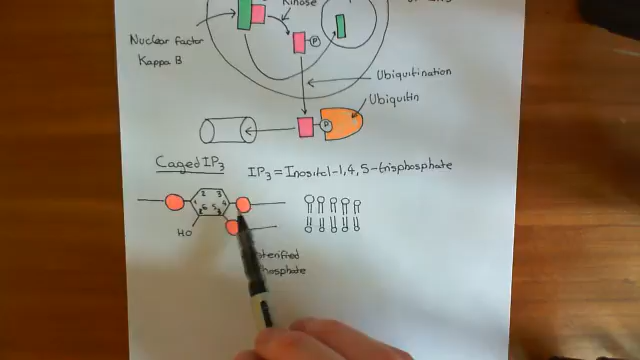 Kinase
Nuclear factor
Kappa B
P
Ubiquitination
Ubiquitin
P
Caged IP3
IP3 = Inositol-1,4,5-trisphosphate
2 3
1 4
6 5
HO